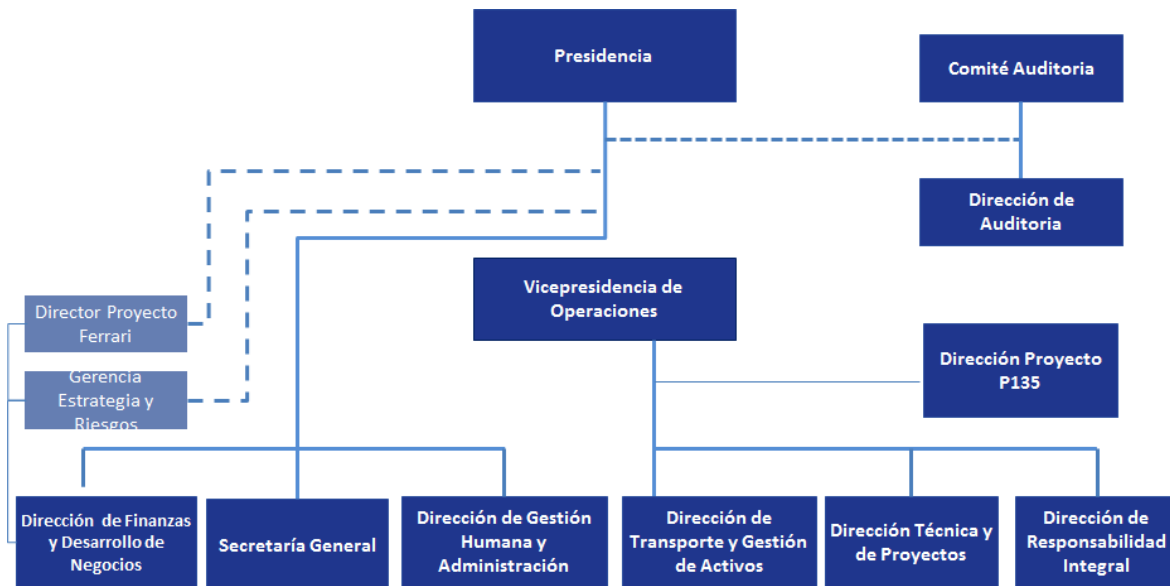 Presidencia
Comité Auditoria
Dirección de
Auditoria
Vicepresidencia de
Operaciones
Director Proyecto
Ferrari
Dirección Proyecto
P135
Gerencia
Estrategia y
Riesgos
Dirección de Finanzas
y Desarrollo de
Negocios
Secretaría General
Dirección de Gestión
Humana y
Administración
Dirección de
Transporte y Gestión
de Activos
Dirección Técnica y
de Proyectos
Dirección de
Responsabilidad
Integral